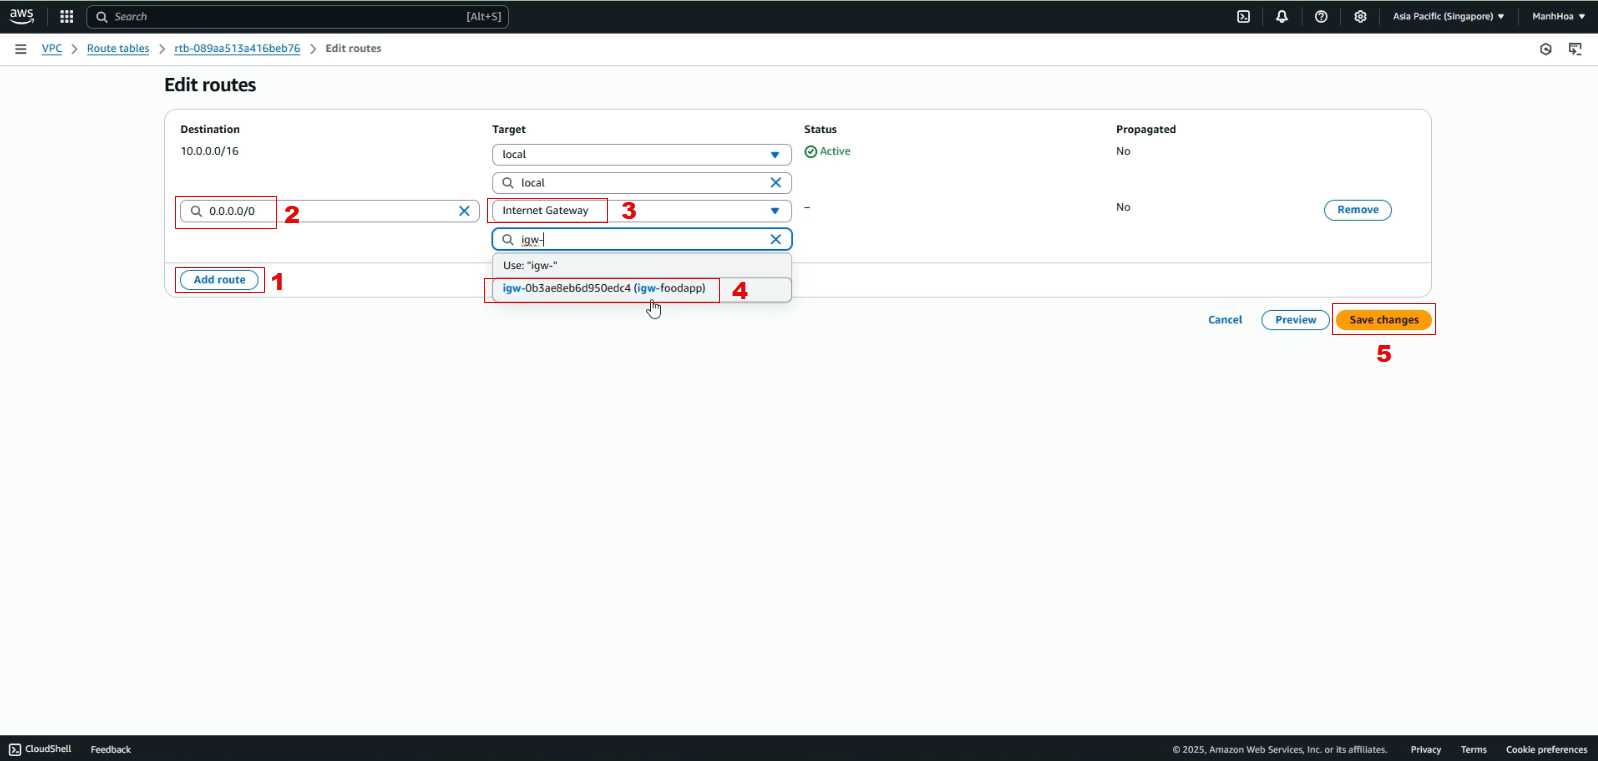 aws
Search [Alt+S]
Asia Pacific (Singapore) ▼
ManhHoa ▼
VPC > Route tables > rtb-089aa513a416beb76 > Edit routes
Edit routes
Destination Target Status Propagated
10.0.0.0/16 local Active No
local
0.0.0.0/0 2 Internet Gateway 3 – No Remove
igw-
Use: "igw-"
Add route 1
igw-0b3ae8eb6d950edc4 (igw-foodapp) 4
Cancel Preview Save changes
5
CloudShell Feedback © 2025, Amazon Web Services, Inc. or its affiliates. Privacy Terms Cookie preferences